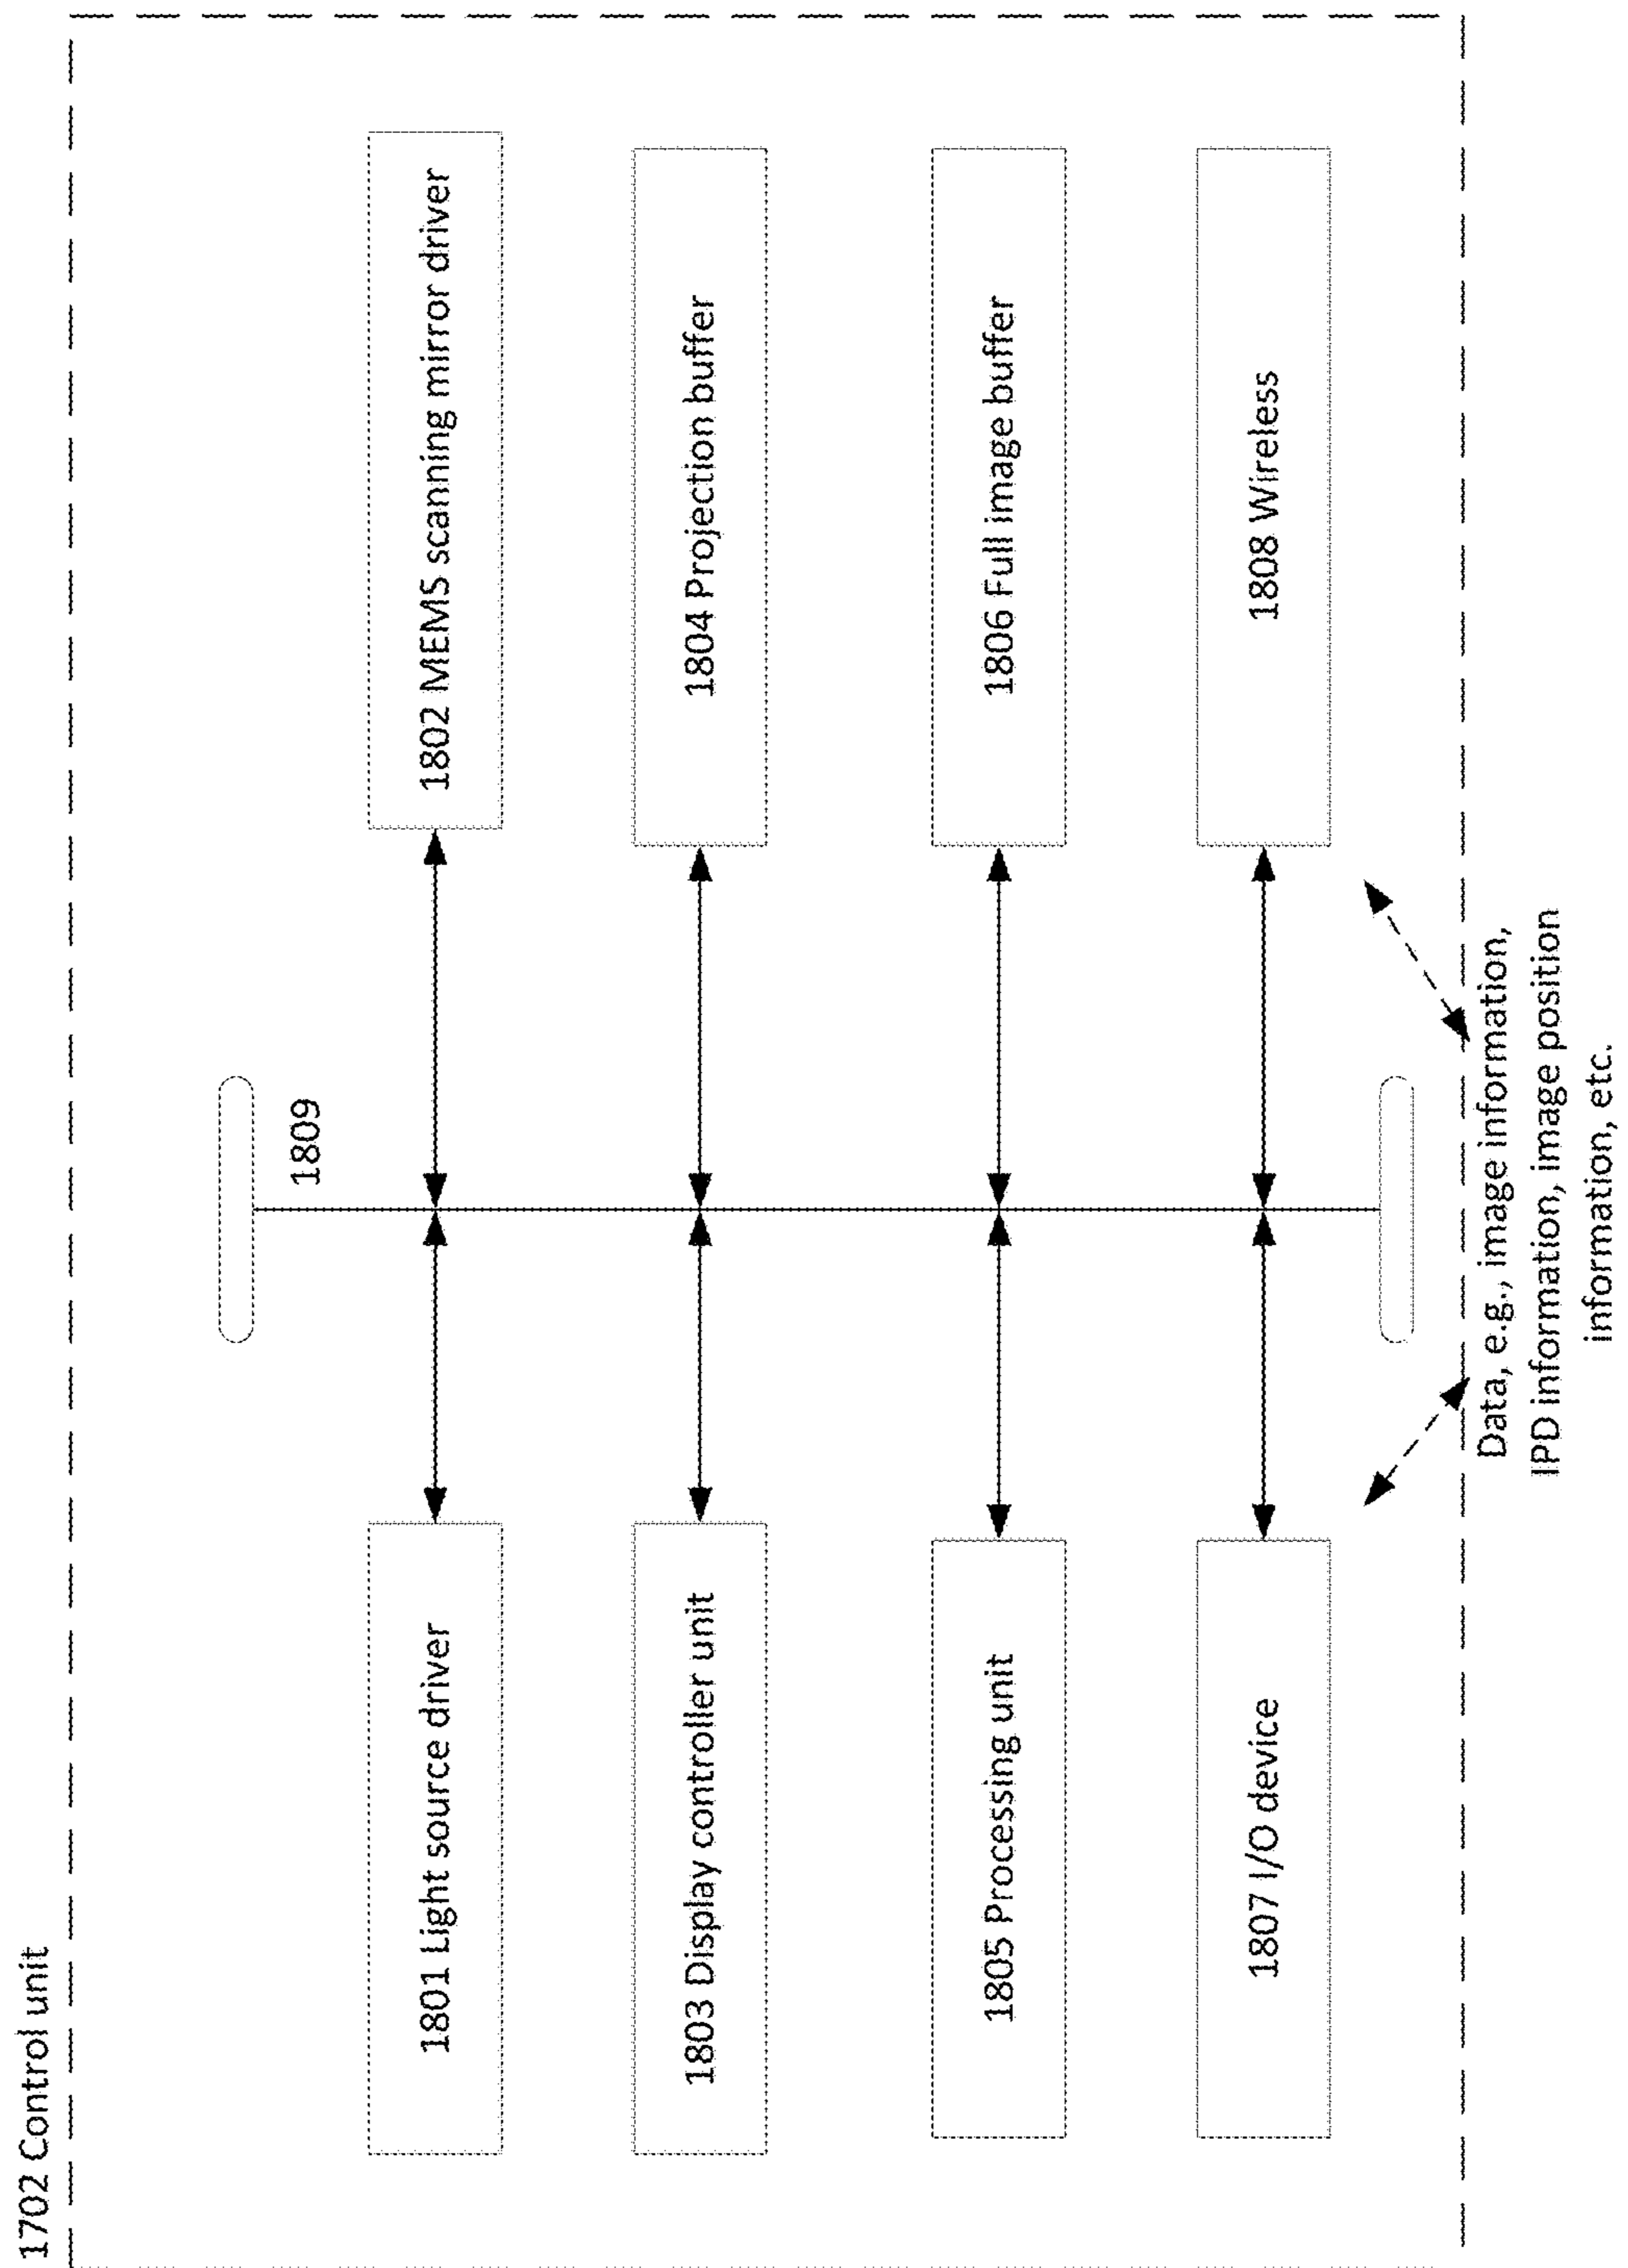 1702 Control unit
1809
1801 Light source driver
1802 MEMS scanning mirror driver
1803 Display controller unit
1804 Projection buffer
1805 Processing unit
1806 Full image buffer
1807 I/O device
1808 Wireless
Data, e.g., image information,
IPD information, image position
information, etc.